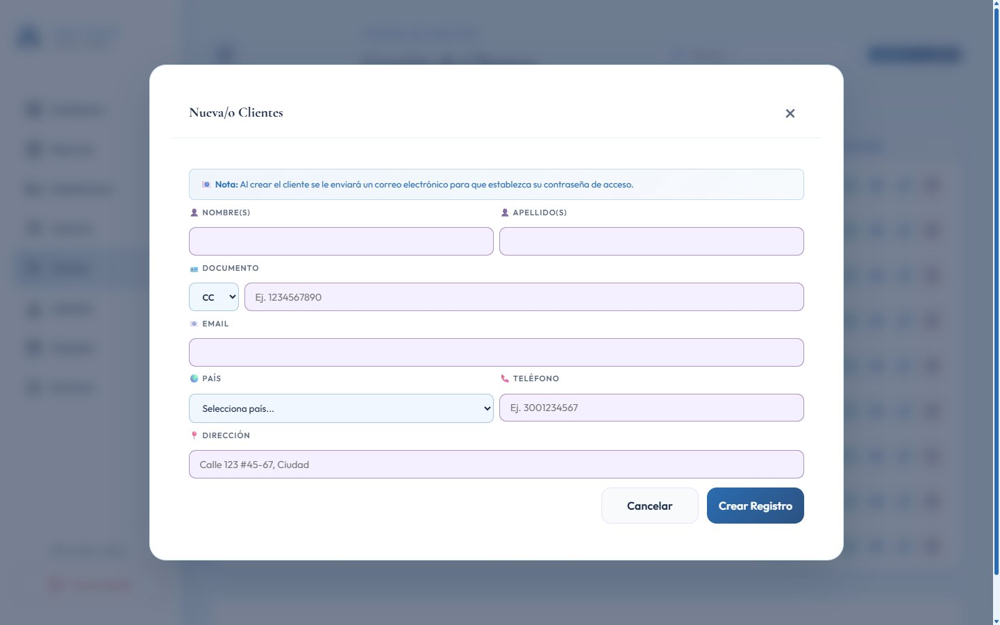 Nueva/o Clientes
×
Nota: Al crear el cliente se le enviará un correo electrónico para que establezca su contraseña de acceso.
NOMBRE(S)
APELLIDO(S)
DOCUMENTO
CC
Ej. 1234567890
EMAIL
PAÍS
TELÉFONO
Selecciona país...
Ej. 3001234567
DIRECCIÓN
Calle 123 #45-67, Ciudad
Cancelar
Crear Registro